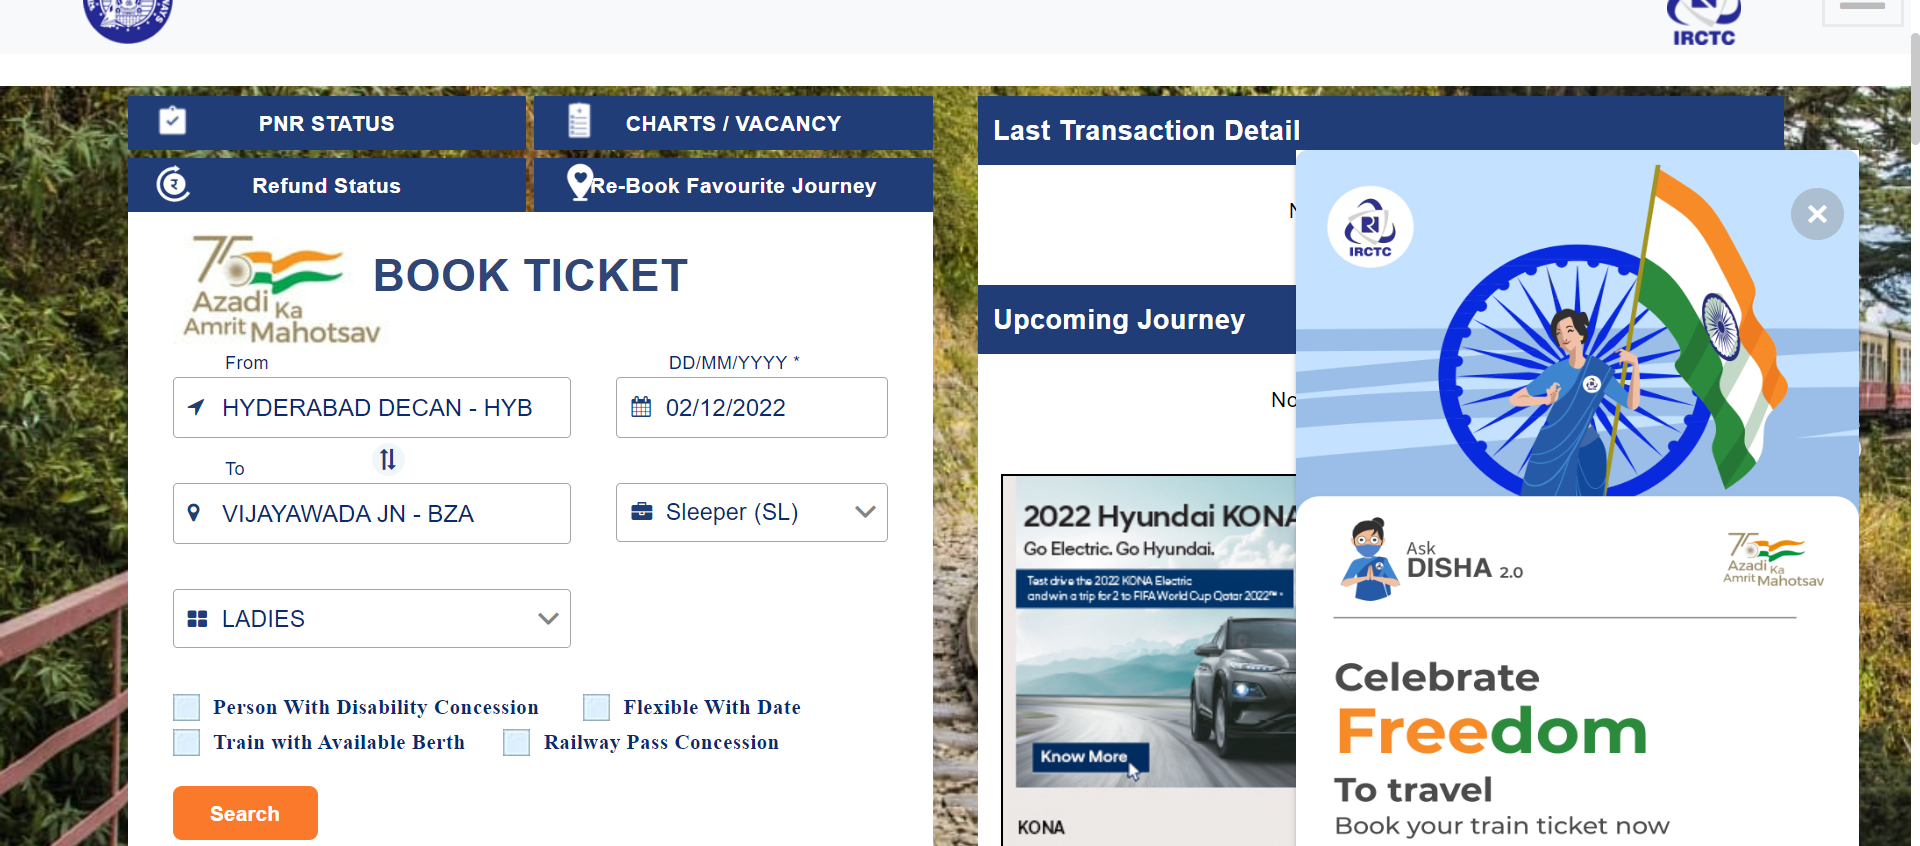 IRCTC
PNR STATUS
CHARTS / VACANCY
Refund Status
Re-Book Favourite Journey
75
Azadi Ka
Amrit Mahotsav
BOOK TICKET
From
DD/MM/YYYY *
HYDERABAD DECAN - HYB
02/12/2022
To
VIJAYAWADA JN - BZA
Sleeper (SL)
LADIES
Person With Disability Concession
Flexible With Date
Train with Available Berth
Railway Pass Concession
Search
Last Transaction Detail
Upcoming Journey
No
2022 Hyundai KONA
Go Electric. Go Hyundai.
Test drive the 2022 KONA Electric
and win a trip for 2 to FIFA World Cup Qatar 2022™*
Know More
KONA
IRCTC
Ask
DISHA 2.0
75
Azadi Ka
Amrit Mahotsav
Celebrate
Freedom
To travel
Book your train ticket now